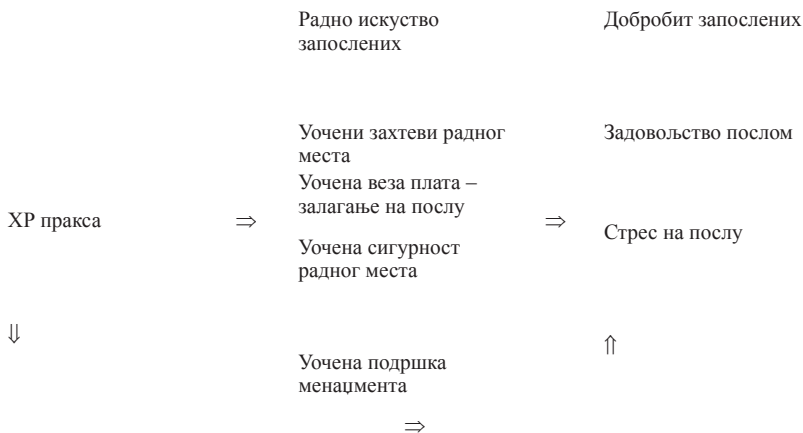 Радно искуство
запослених
Добробит запослених
Уочени захтеви радног
места
Задовољство послом
Уочена веза плата –
залагање на послу
ХР пракса
⇒
⇒
Стрес на послу
Уочена сигурност
радног места
⇓
⇑
Уочена подршка
менаџмента
⇒